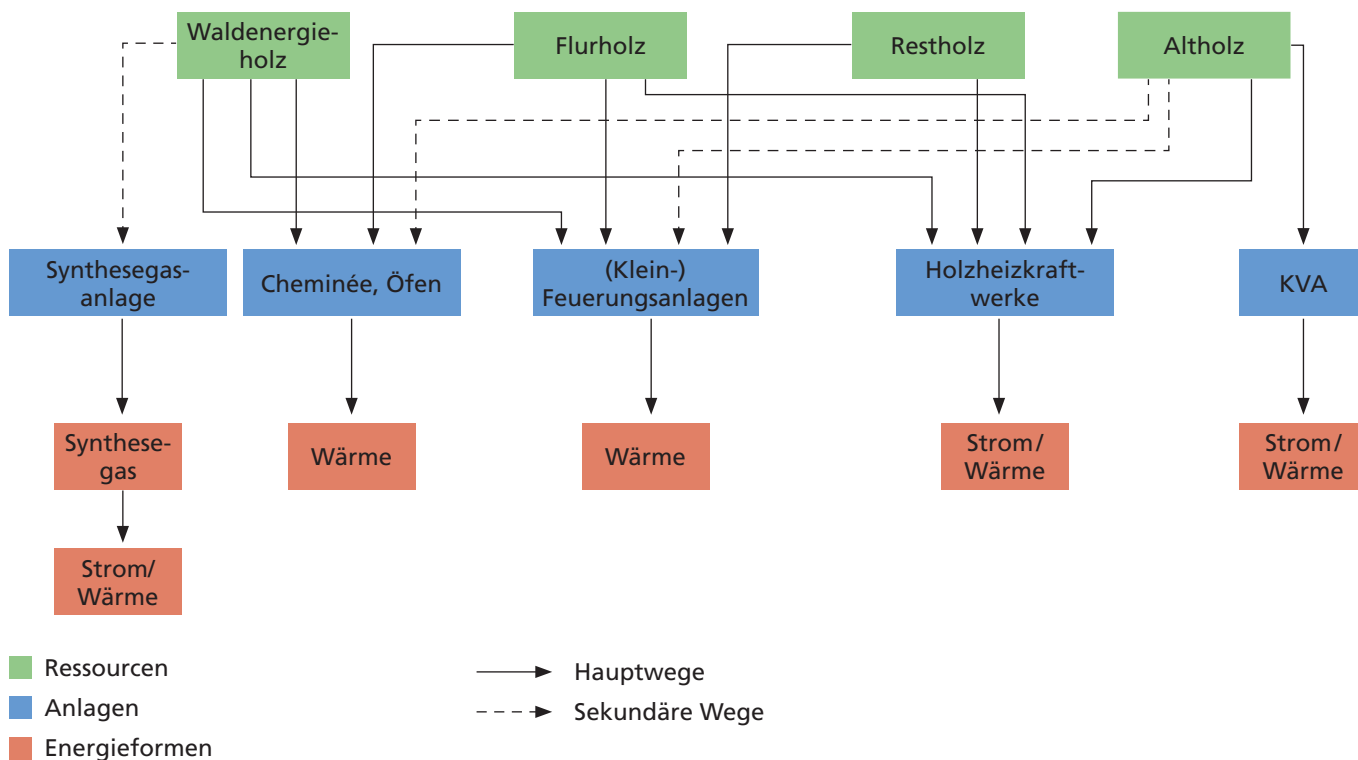 Waldenergie-
holz
Flurholz
Restholz
Altholz
Synthesegas-
anlage
Cheminée, Öfen
(Klein-)
Feuerungsanlagen
Holzheizkraft-
werke
KVA
Synthese-
gas
Wärme
Wärme
Strom/
Wärme
Strom/
Wärme
Strom/
Wärme
Ressourcen
Anlagen
Energieformen
Hauptwege
Sekundäre Wege